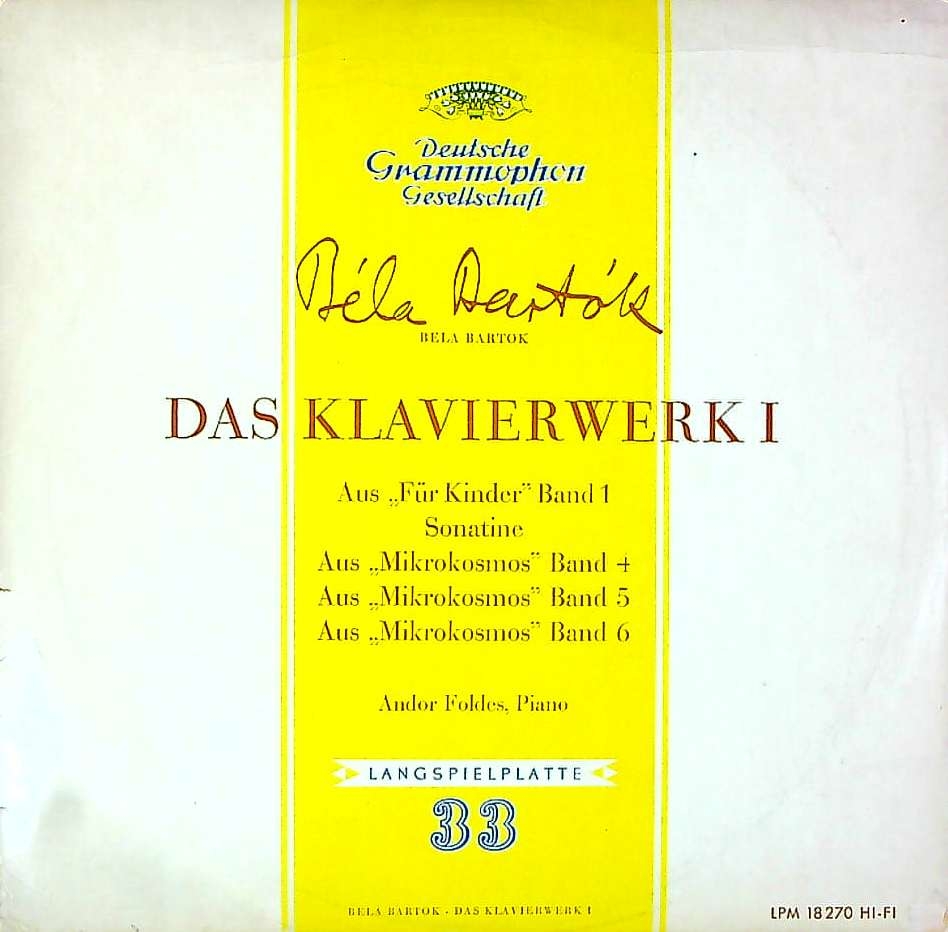 Deutsche
Grammophon
Gesellschaft
Béla Bartók
BELA BARTOK
DAS KLAVIERWERK I
Aus „Für Kinder” Band 1
Sonatine
Aus „Mikrokosmos” Band 4
Aus „Mikrokosmos” Band 5
Aus „Mikrokosmos” Band 6
Andor Foldes, Piano
LANGSPIELPLATTE
33
BELA BARTOK · DAS KLAVIERWERK I
LPM 18270 HI-FI